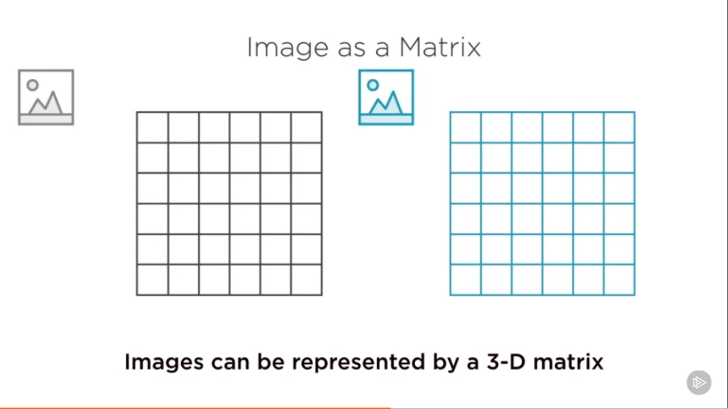 Image as a Matrix
Images can be represented by a 3-D matrix